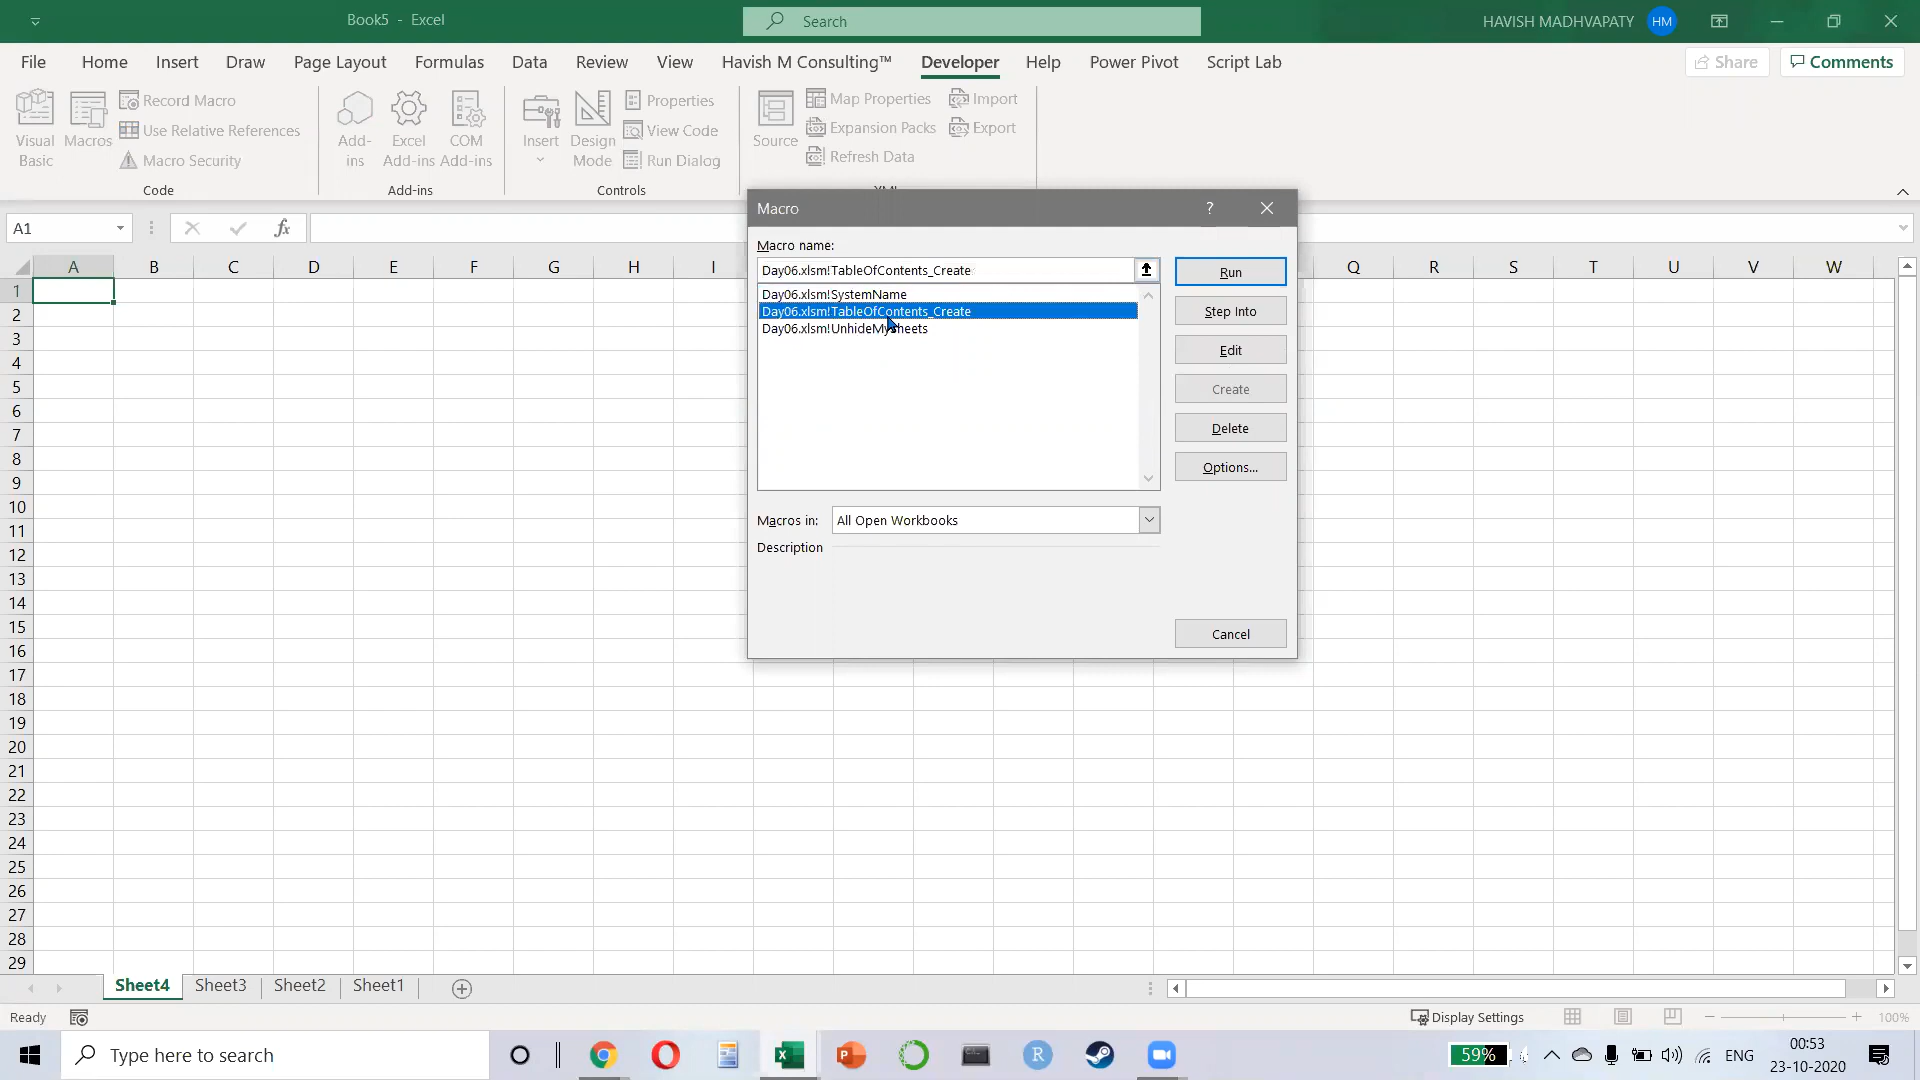 Book5 - Excel
Search
HAVISH MADHVAPATY
HM
File
Home
Insert
Draw
Page Layout
Formulas
Data
Review
View
Havish M Consulting™
Developer
Help
Power Pivot
Script Lab
Share
Comments
Visual Basic
Macros
Record Macro
Use Relative References
Macro Security
Code
Add-ins
Excel Add-ins
COM Add-ins
Add-ins
Insert
Design Mode
Properties
View Code
Run Dialog
Controls
Source
Map Properties
Expansion Packs
Refresh Data
Import
Export
A1
fx
A B C D E F G H I Q R S T U V W
1
2
3
4
5
6
7
8
9
10
11
12
13
14
15
16
17
18
19
20
21
22
23
24
25
26
27
28
29
Macro
?
Macro name:
Day06.xlsm!TableOfContents_Create
Day06.xlsm!SystemName
Day06.xlsm!TableOfContents_Create
Day06.xlsm!UnhideMySheets
Run
Step Into
Edit
Create
Delete
Options...
Macros in:
All Open Workbooks
Description
Cancel
Sheet4
Sheet3
Sheet2
Sheet1
Ready
Display Settings
100%
Type here to search
R
59%
ENG
00:53
23-10-2020